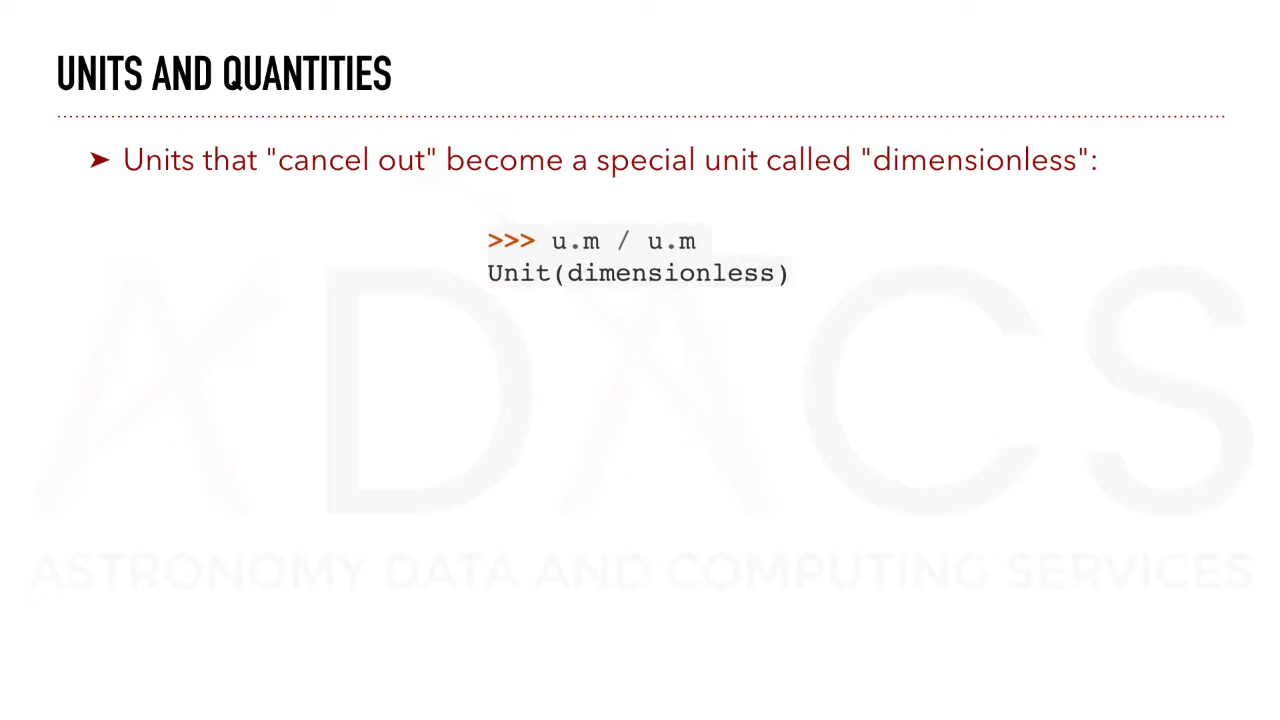 UNITS AND QUANTITIES
➤ Units that "cancel out" become a special unit called "dimensionless":
>>> u.m / u.m
Unit(dimensionless)
ADACS
ASTRONOMY DATA AND COMPUTING SERVICES